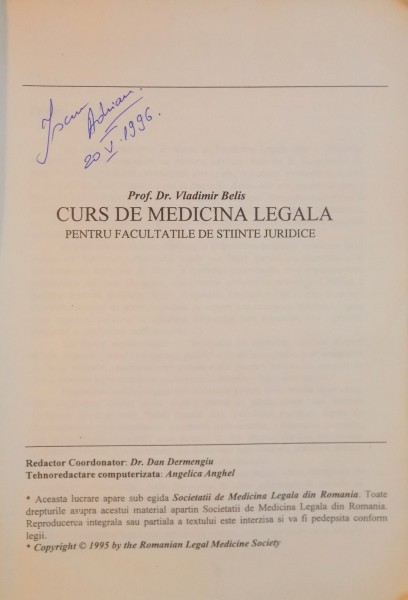 Adrian.
20 V 1996.
Prof. Dr. Vladimir Belis
CURS DE MEDICINA LEGALA
PENTRU FACULTATILE DE STIINTE JURIDICE
Redactor Coordonator: Dr. Dan Dermengiu
Tehnoredactare computerizata: Angelica Anghel
* Aceasta lucrare apare sub egida Societatii de Medicina Legala din Romania. Toate
drepturile asupra acestui material apartin Societatii de Medicina Legala din Romania.
Reproducerea integrala sau partiala a textului este interzisa si va fi pedepsita conform
legii.
* Copyright © 1995 by the Romanian Legal Medicine Society